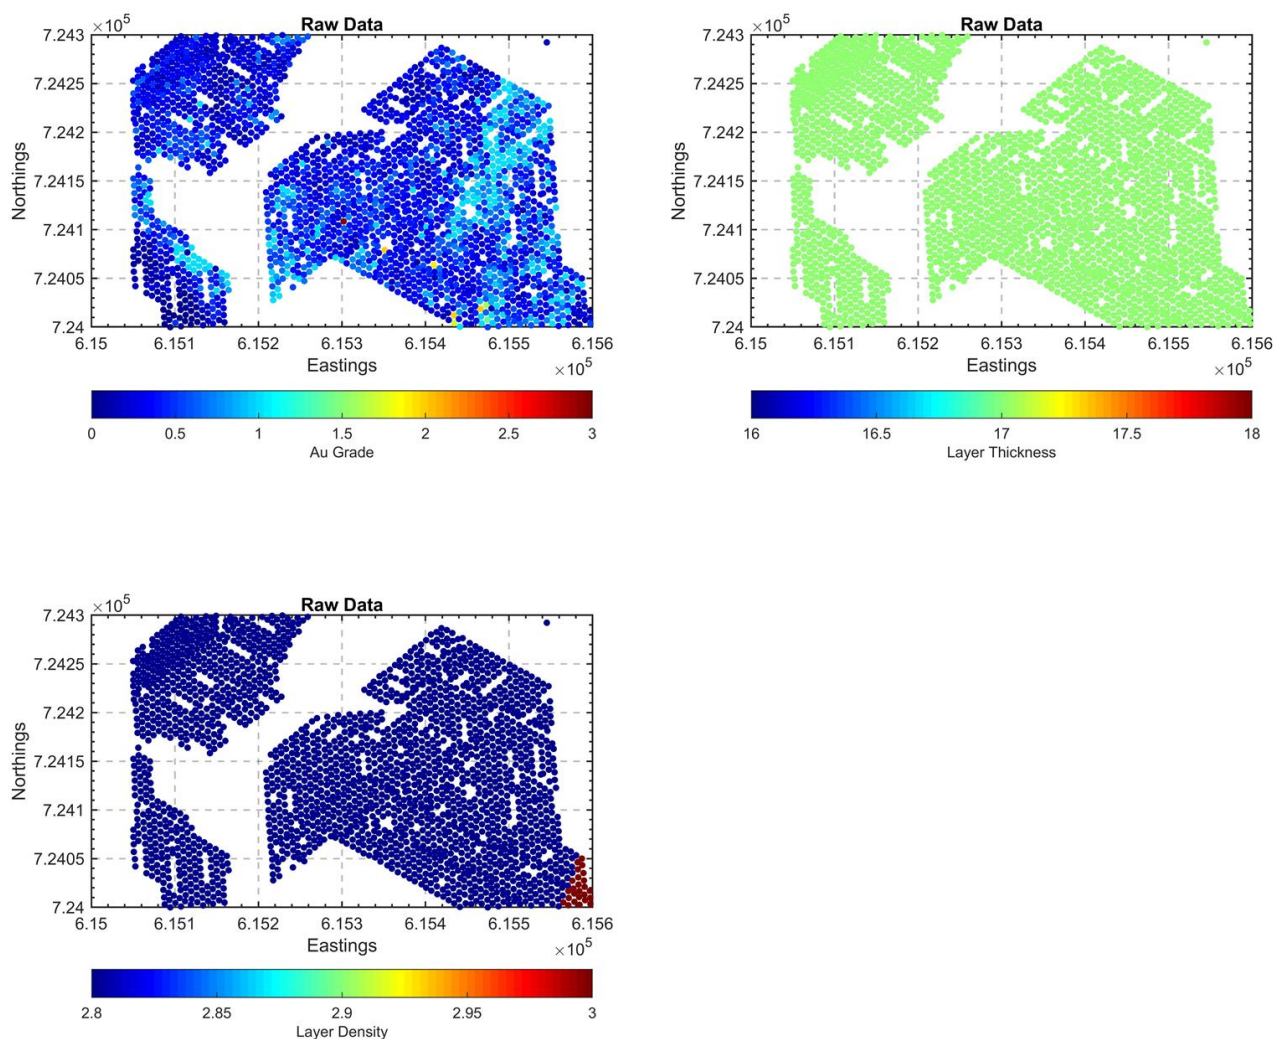 Raw Data
×10^5
7.243
7.2425
7.242
7.2415
7.241
7.2405
7.24
Northings
6.15 6.151 6.152 6.153 6.154 6.155 6.156
Eastings
×10^5
0 0.5 1 1.5 2 2.5 3
Au Grade
Raw Data
×10^5
7.243
7.2425
7.242
7.2415
7.241
7.2405
7.24
Northings
6.15 6.151 6.152 6.153 6.154 6.155 6.156
Eastings
×10^5
16 16.5 17 17.5 18
Layer Thickness
Raw Data
×10^5
7.243
7.2425
7.242
7.2415
7.241
7.2405
7.24
Northings
6.15 6.151 6.152 6.153 6.154 6.155 6.156
Eastings
×10^5
2.8 2.85 2.9 2.95 3
Layer Density